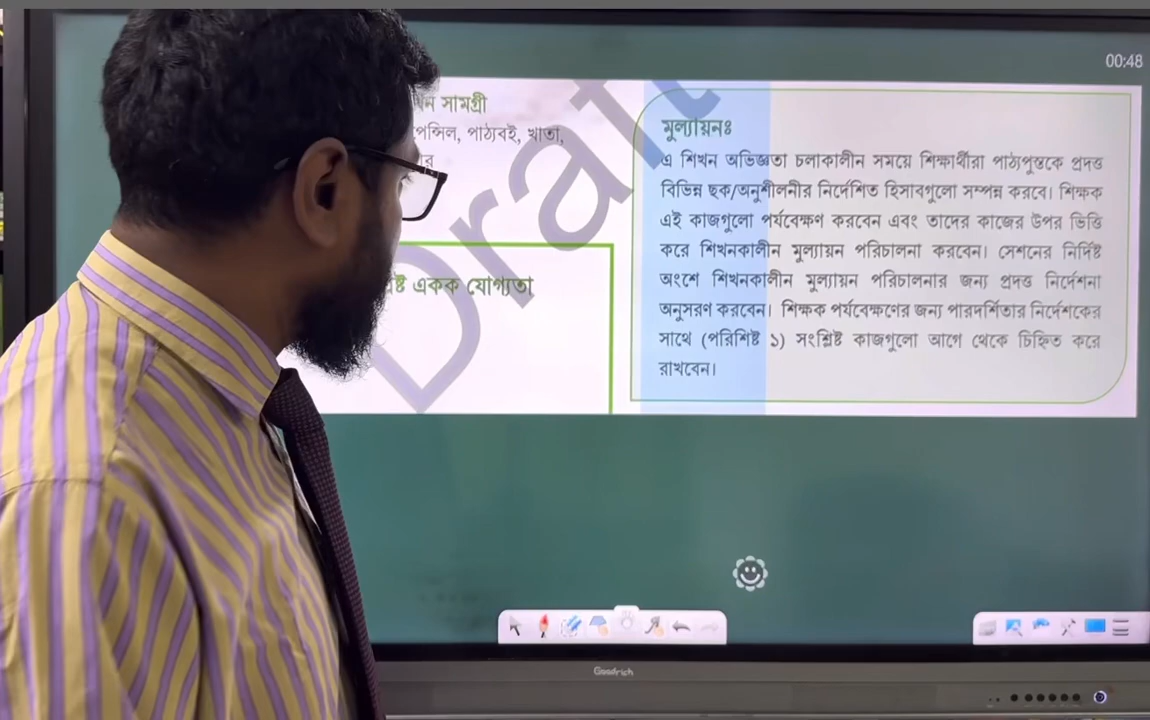 00:48
সামগ্রী
পেন্সিল, পাঠ্যবই, খাতা,
একক যোগ্যতা
Draft
মূল্যায়নঃ
এ শিখন অভিজ্ঞতা চলাকালীন সময়ে শিক্ষার্থীরা পাঠ্যপুস্তকে প্রদত্ত
বিভিন্ন ছক/অনুশীলনীর নির্দেশিত হিসাবগুলো সম্পন্ন করবে। শিক্ষক
এই কাজগুলো পর্যবেক্ষণ করবেন এবং তাদের কাজের উপর ভিত্তি
করে শিখনকালীন মূল্যায়ন পরিচালনা করবেন। সেশনের নির্দিষ্ট
অংশে শিখনকালীন মূল্যায়ন পরিচালনার জন্য প্রদত্ত নির্দেশনা
অনুসরণ করবেন। শিক্ষক পর্যবেক্ষণের জন্য পারদর্শিতার নির্দেশকের
সাথে (পরিশিষ্ট ১) সংশ্লিষ্ট কাজগুলো আগে থেকে চিহ্নিত করে
রাখবেন।
Goodrich